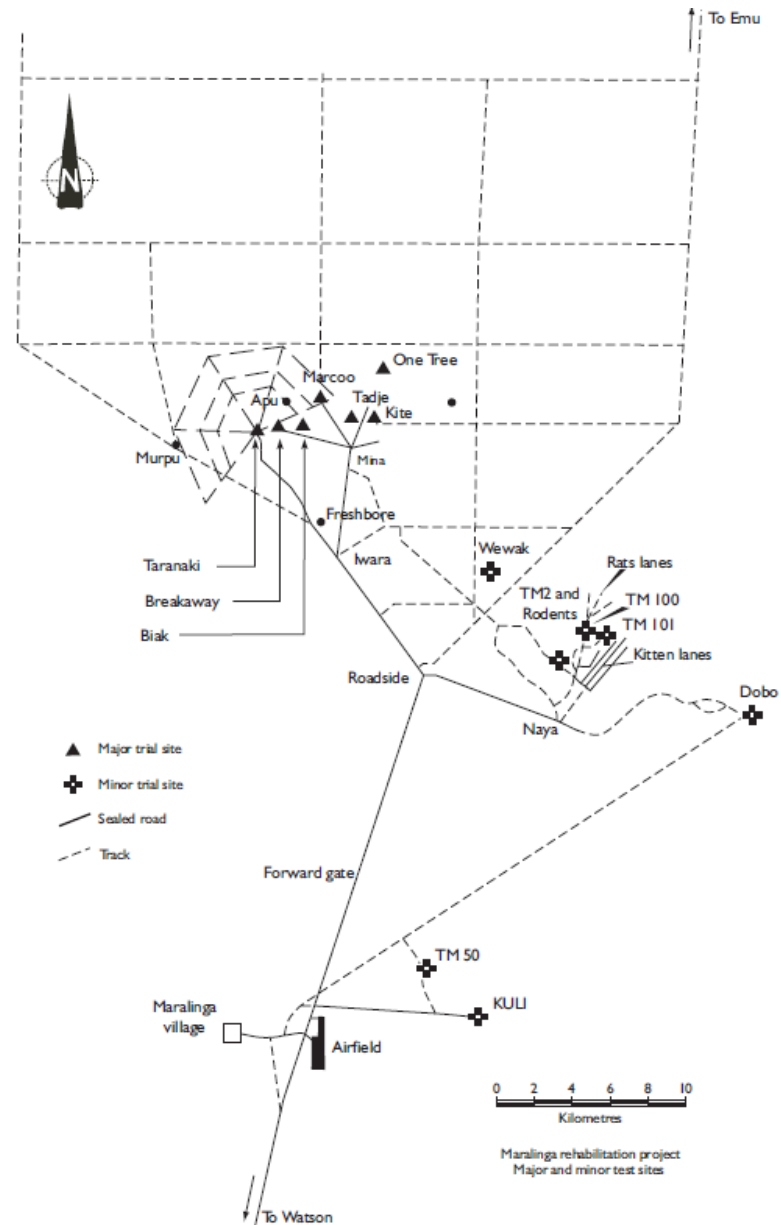 To Emu
N
One Tree
Marcoo
Tadje
Apu
Kite
Murpu
Mina
Freshbore
Iwara
Wewak
Taranaki
Rats lanes
TM2 and
Rodents
TM 100
Breakaway
TM 101
Biak
Kitten lanes
Roadside
Dobo
Naya
Major trial site
Minor trial site
Sealed road
Track
Forward gate
TM 50
Maralinga
village
KULI
Airfield
0 2 4 6 8 10
Kilometres
Maralinga rehabilitation project
Major and minor test sites
To Watson